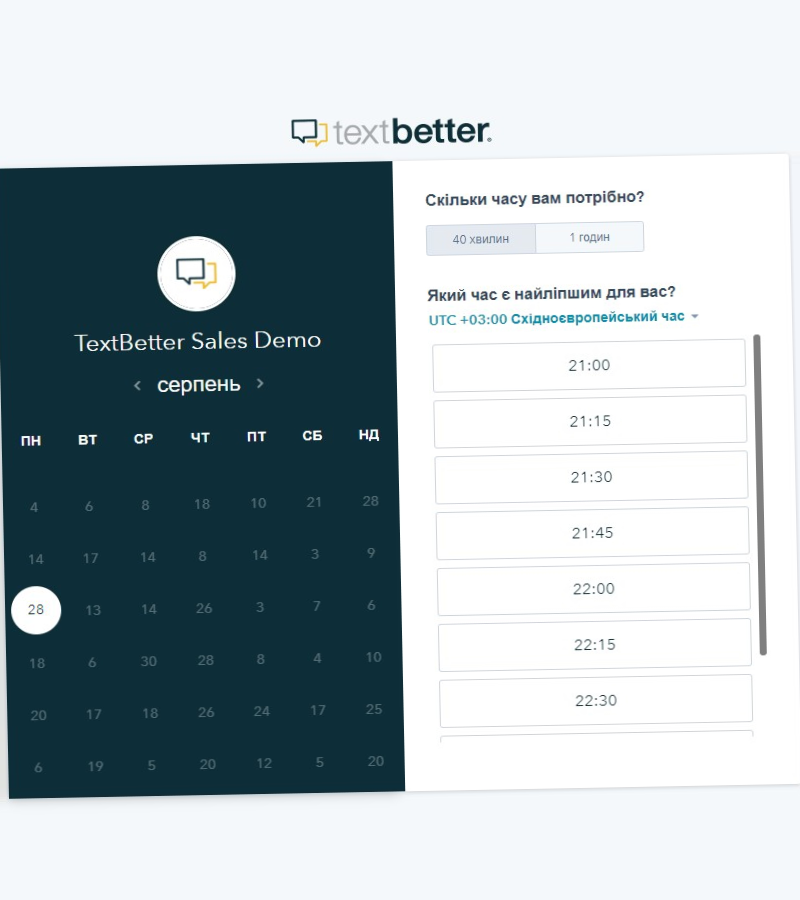 textbetter.
TextBetter Sales Demo
серпень
ПН ВТ СР ЧТ ПТ СБ НД
4 6 8 18 10 21 28
14 17 14 8 14 3 9
28 13 14 26 3 7 6
18 6 30 28 8 4 10
20 17 18 26 24 17 25
6 19 5 20 12 5 20
Скільки часу вам потрібно?
40 хвилин 1 годин
Який час є найліпшим для вас?
UTC +03:00 Східноєвропейський час
21:00
21:15
21:30
21:45
22:00
22:15
22:30